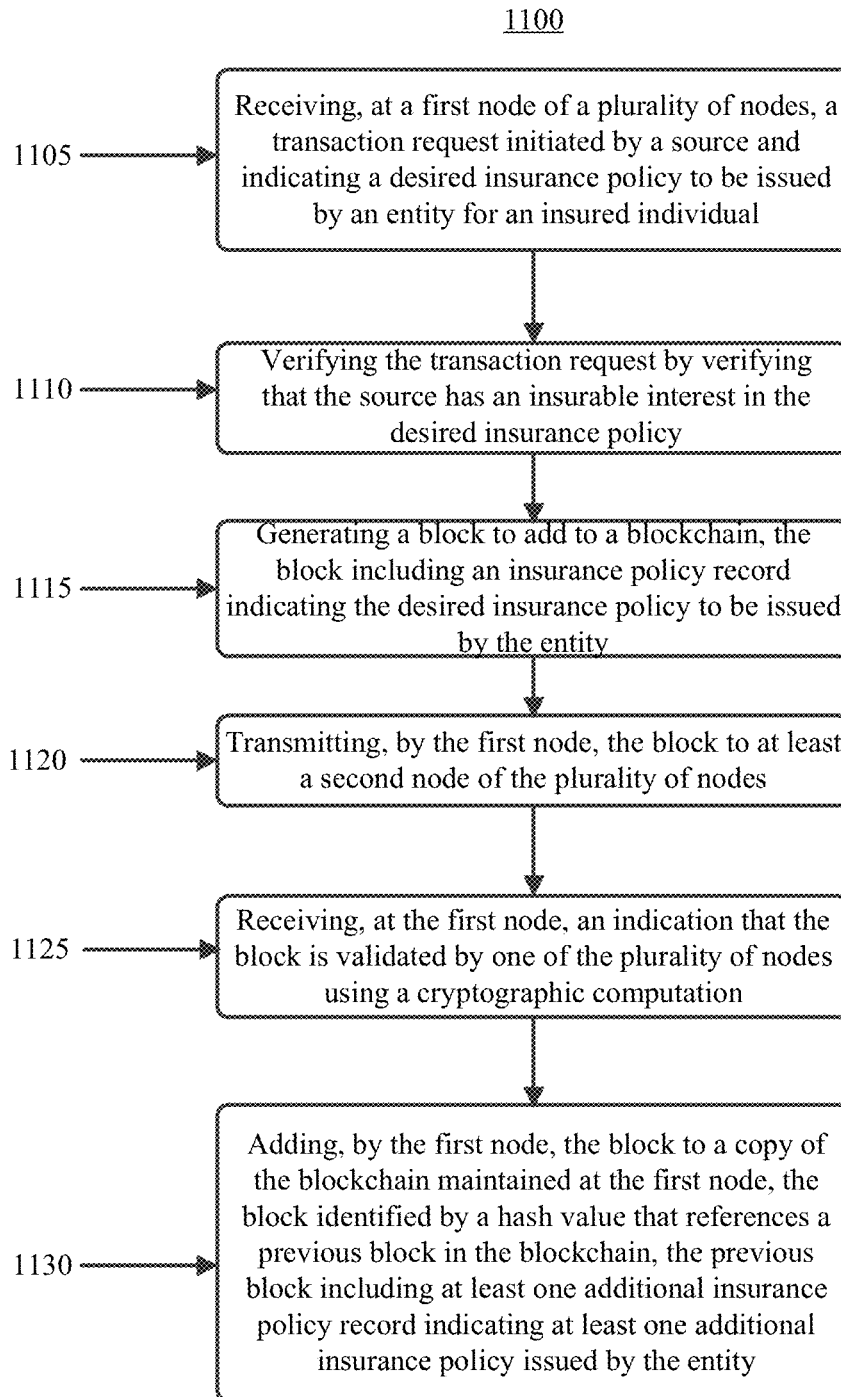 1100
1105
Receiving, at a first node of a plurality of nodes, a
transaction request initiated by a source and
indicating a desired insurance policy to be issued
by an entity for an insured individual
1110
Verifying the transaction request by verifying
that the source has an insurable interest in the
desired insurance policy
1115
Generating a block to add to a blockchain, the
block including an insurance policy record
indicating the desired insurance policy to be issued
by the entity
1120
Transmitting, by the first node, the block to at least
a second node of the plurality of nodes
1125
Receiving, at the first node, an indication that the
block is validated by one of the plurality of nodes
using a cryptographic computation
1130
Adding, by the first node, the block to a copy of
the blockchain maintained at the first node, the
block identified by a hash value that references a
previous block in the blockchain, the previous
block including at least one additional insurance
policy record indicating at least one additional
insurance policy issued by the entity